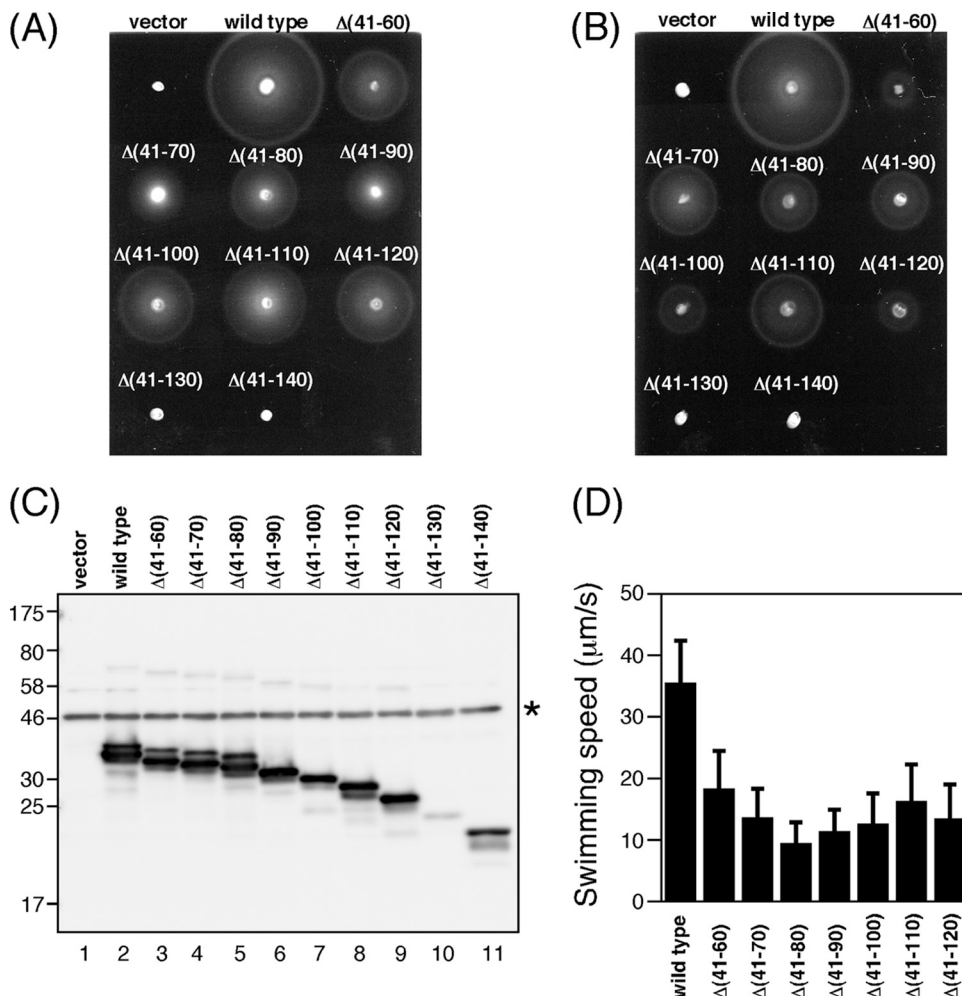 (A)
vector wild type Δ(41-60)
Δ(41-70) Δ(41-80) Δ(41-90)
Δ(41-100) Δ(41-110) Δ(41-120)
Δ(41-130) Δ(41-140)
(B)
vector wild type Δ(41-60)
Δ(41-70) Δ(41-80) Δ(41-90)
Δ(41-100) Δ(41-110) Δ(41-120)
Δ(41-130) Δ(41-140)
(C)
vector
wild type
Δ(41-60)
Δ(41-70)
Δ(41-80)
Δ(41-90)
Δ(41-100)
Δ(41-110)
Δ(41-120)
Δ(41-130)
Δ(41-140)
175
80
58
46
*
30
25
17
1 2 3 4 5 6 7 8 9 10 11
(D)
Swimming speed (μm/s)
50
40
30
20
10
0
wild type
Δ(41-60)
Δ(41-70)
Δ(41-80)
Δ(41-90)
Δ(41-100)
Δ(41-110)
Δ(41-120)